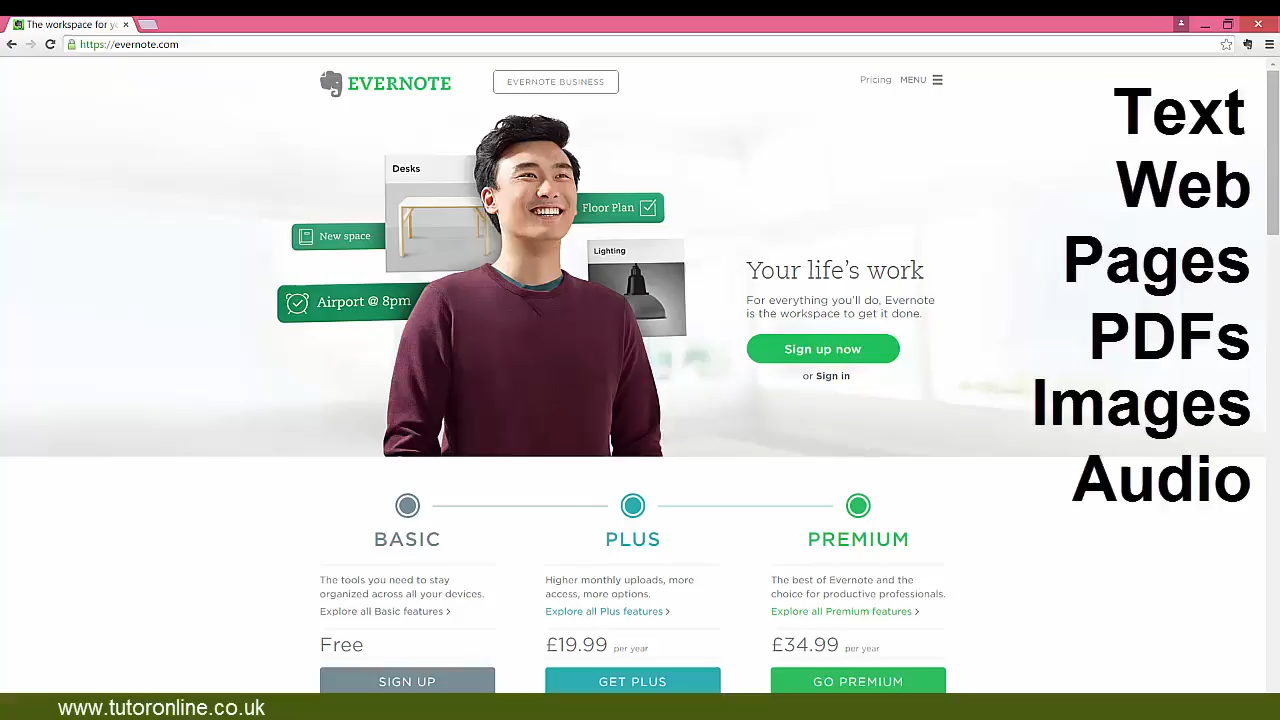 The workspace for yo
https://evernote.com
EVERNOTE
EVERNOTE BUSINESS
Pricing
MENU
Desks
Floor Plan
New space
Lighting
Airport @ 8pm
Your life's work
For everything you'll do, Evernote
is the workspace to get it done.
Sign up now
or Sign in
Text
Web
Pages
PDFs
Images
Audio
BASIC
The tools you need to stay
organized across all your devices.
Explore all Basic features >
Free
SIGN UP
PLUS
Higher monthly uploads, more
access, more options.
Explore all Plus features >
£19.99 per year
GET PLUS
PREMIUM
The best of Evernote and the
choice for productive professionals.
Explore all Premium features >
£34.99 per year
GO PREMIUM
www.tutoronline.co.uk